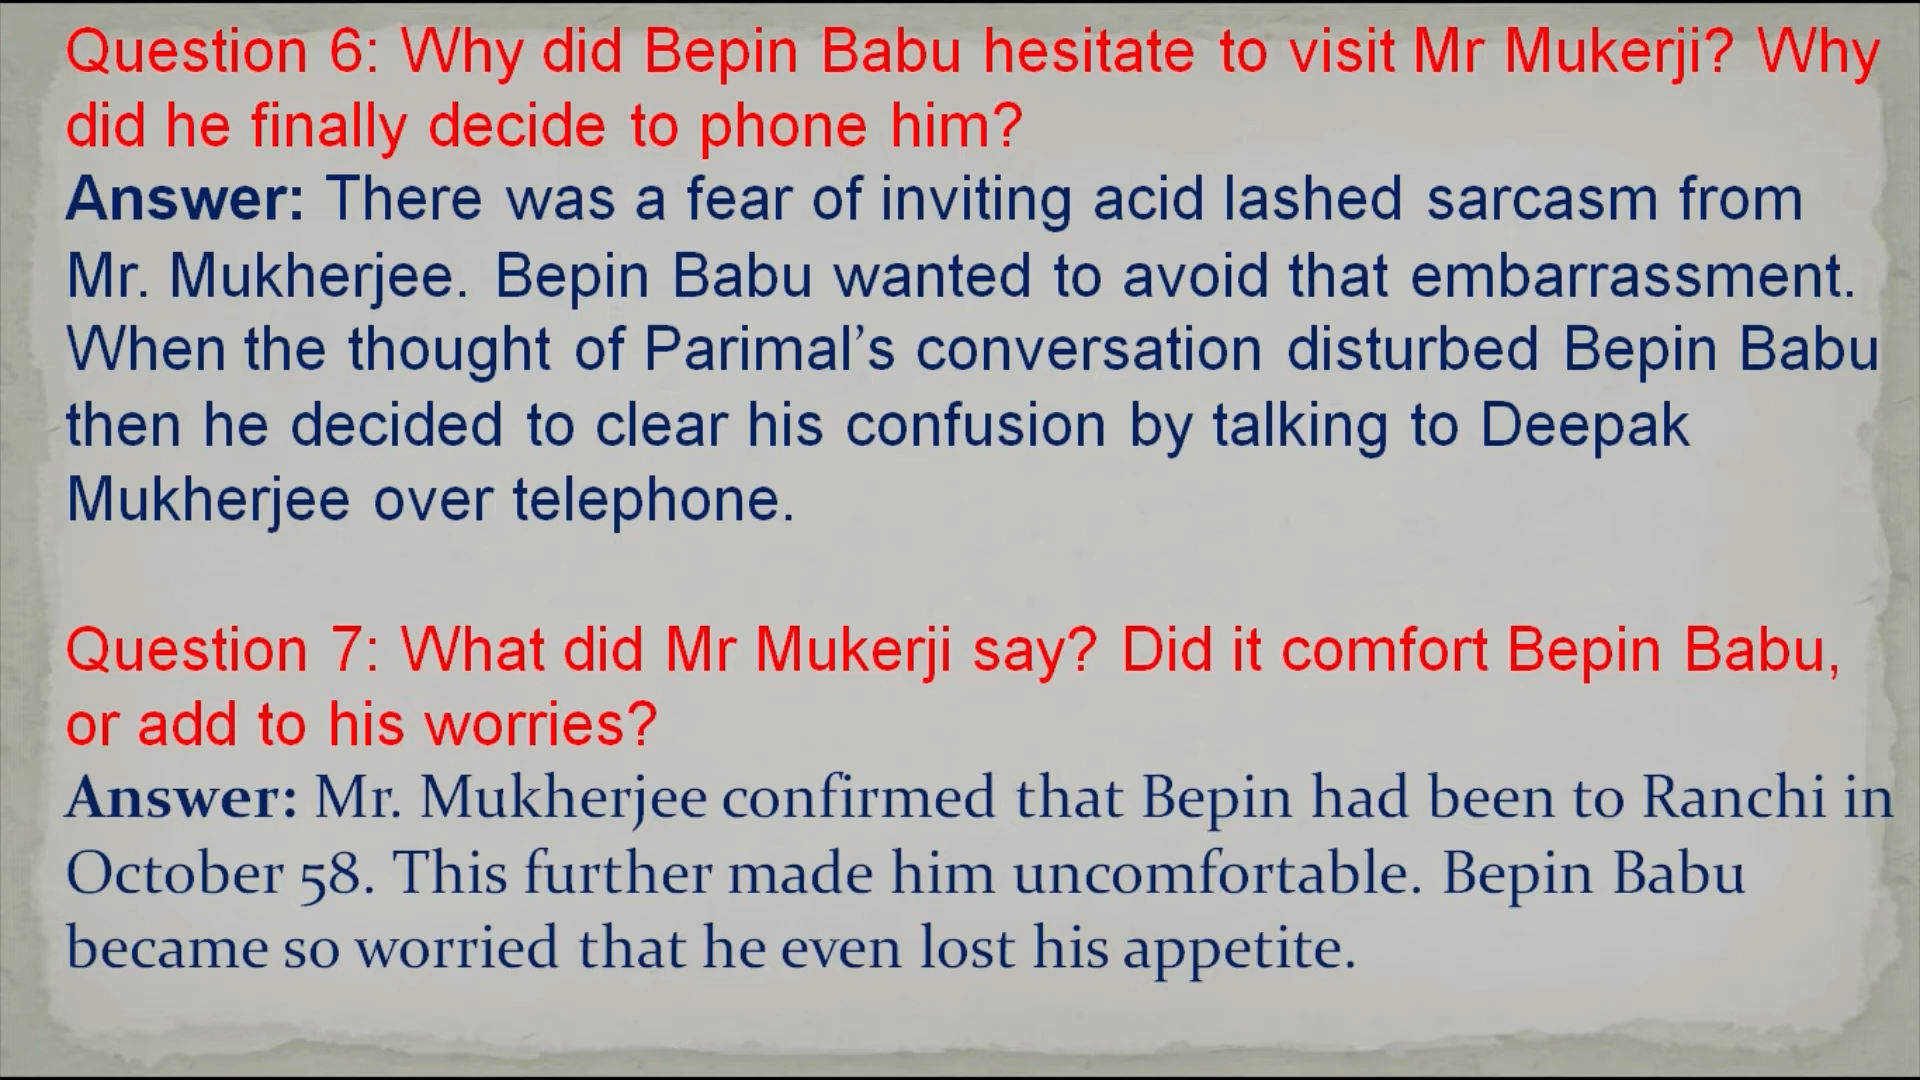 Question 6: Why did Bepin Babu hesitate to visit Mr Mukerji? Why
did he finally decide to phone him?
Answer: There was a fear of inviting acid lashed sarcasm from
Mr. Mukherjee. Bepin Babu wanted to avoid that embarrassment.
When the thought of Parimal’s conversation disturbed Bepin Babu
then he decided to clear his confusion by talking to Deepak
Mukherjee over telephone.
Question 7: What did Mr Mukerji say? Did it comfort Bepin Babu,
or add to his worries?
Answer: Mr. Mukherjee confirmed that Bepin had been to Ranchi in
October 58. This further made him uncomfortable. Bepin Babu
became so worried that he even lost his appetite.